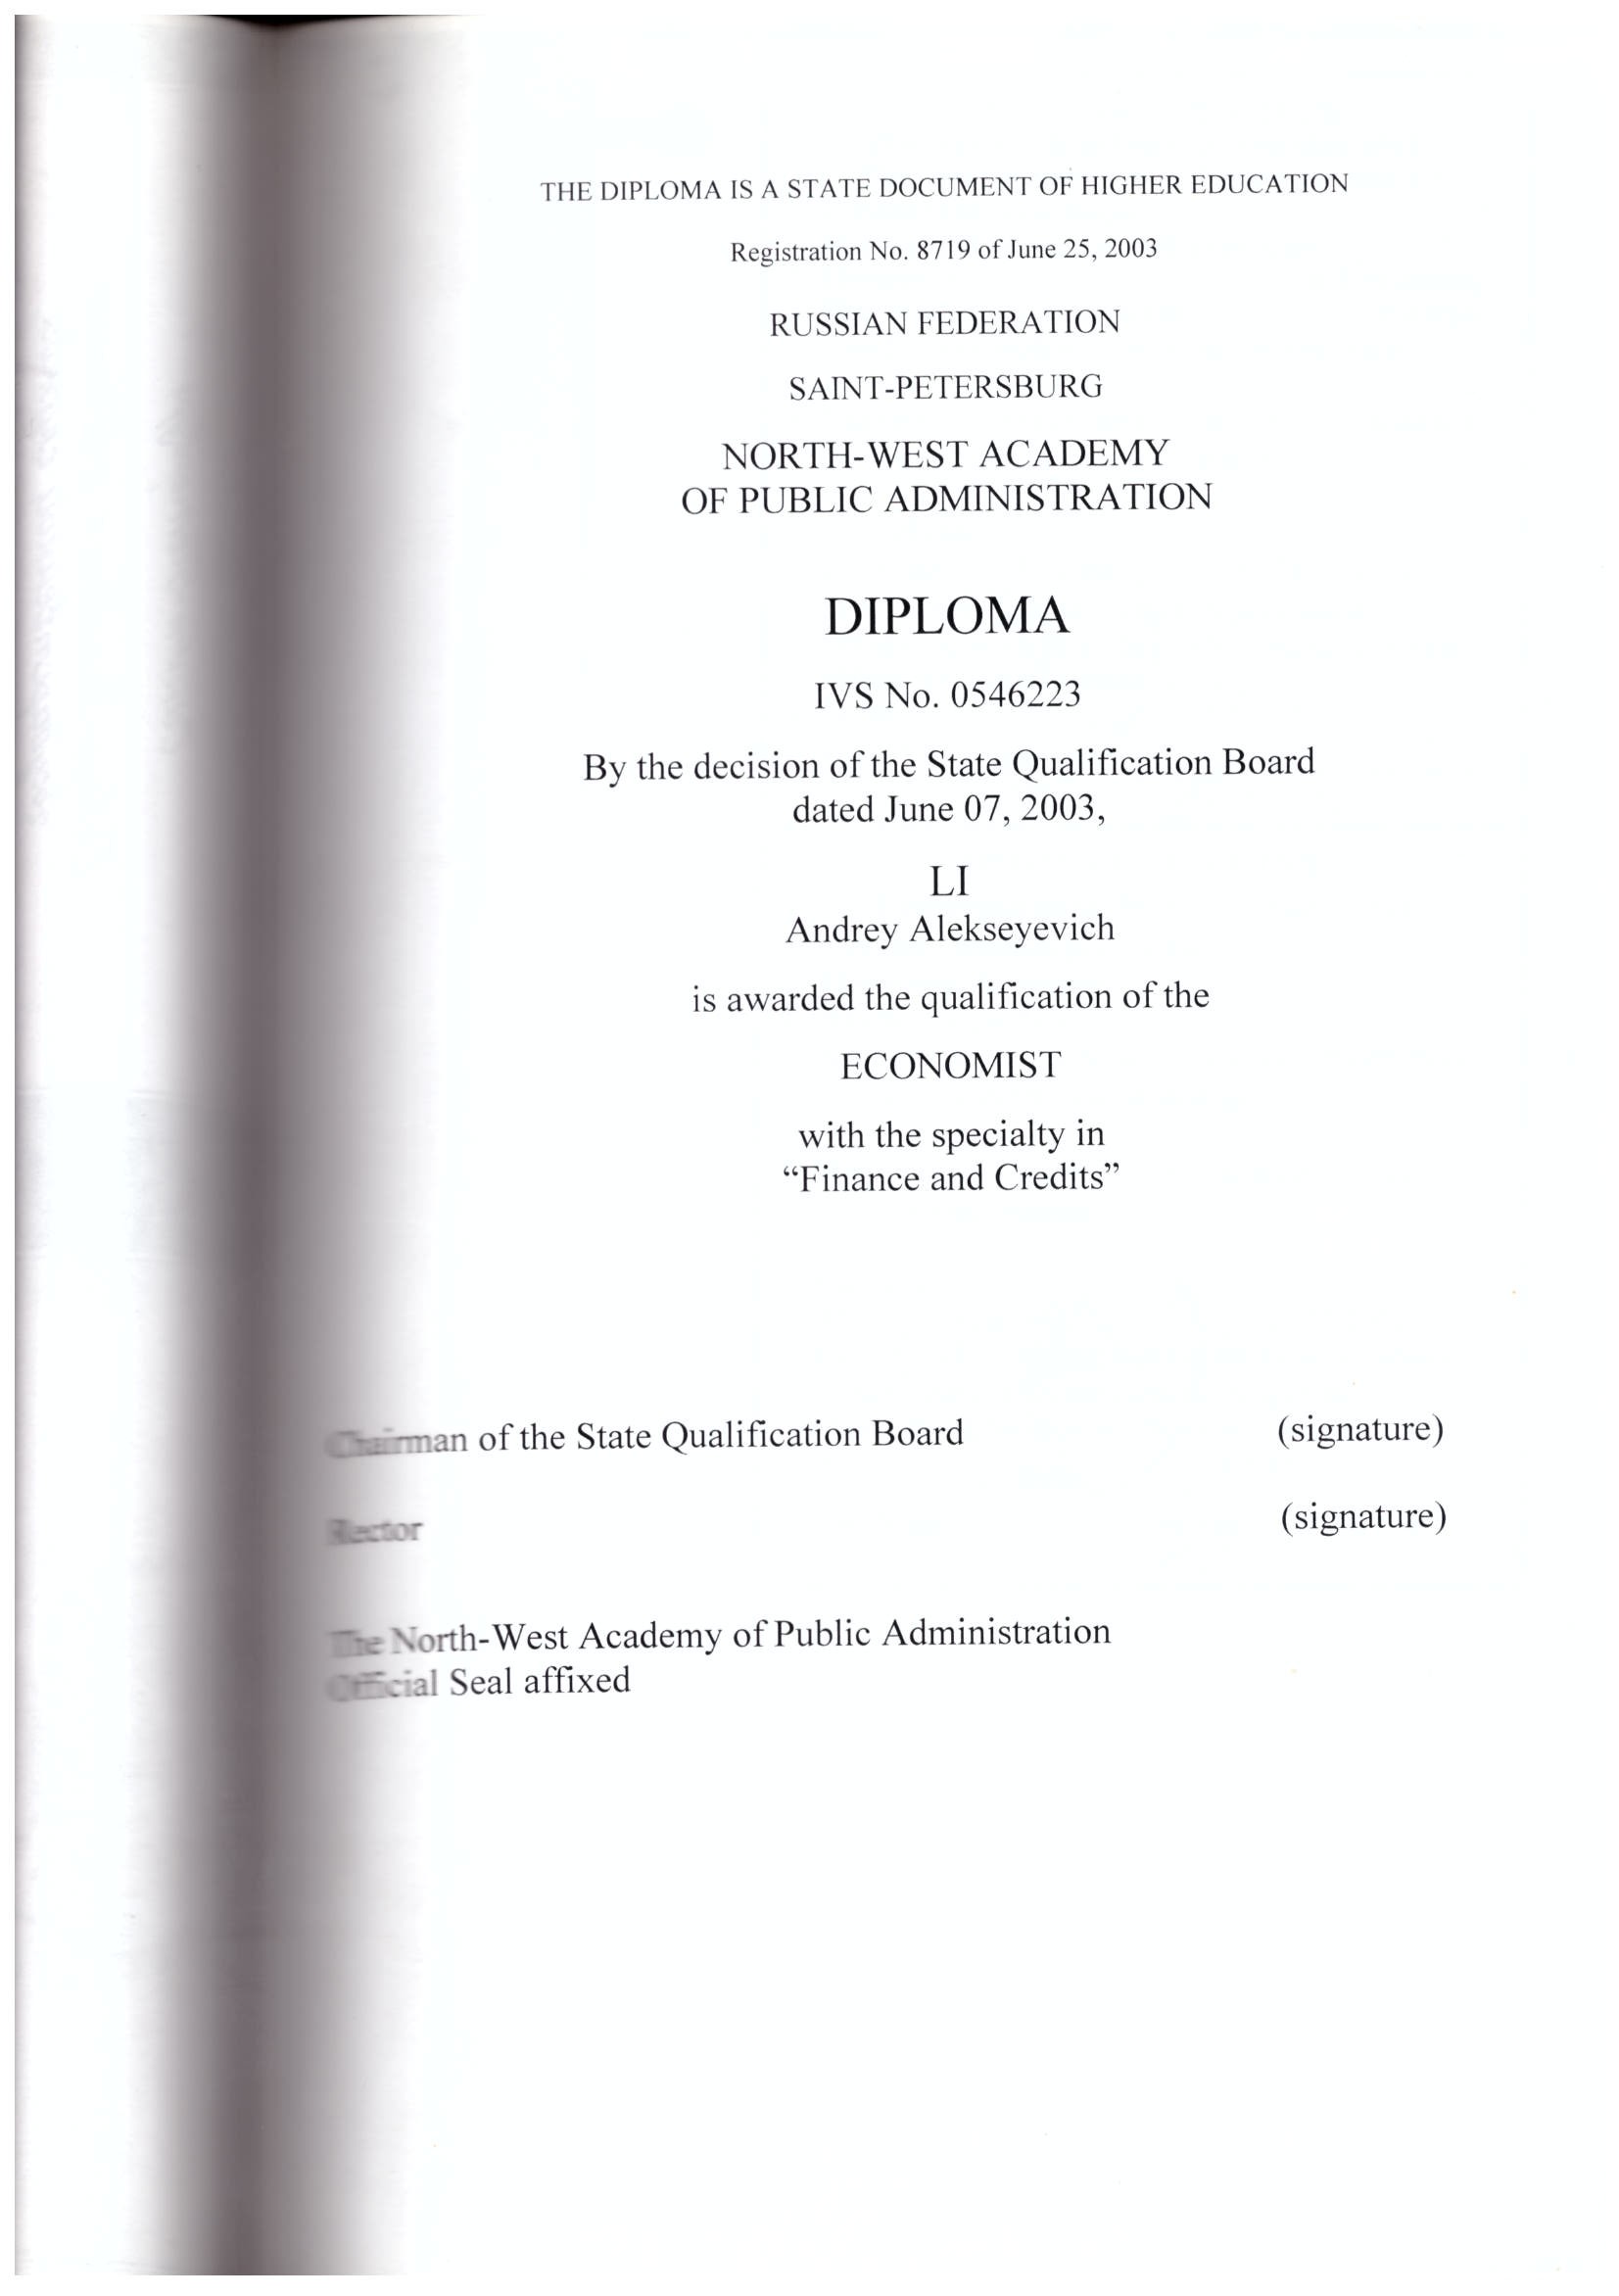 THE DIPLOMA IS A STATE DOCUMENT OF HIGHER EDUCATION
Registration No. 8719 of June 25, 2003
RUSSIAN FEDERATION
SAINT-PETERSBURG
NORTH-WEST ACADEMY
OF PUBLIC ADMINISTRATION
DIPLOMA
IVS No. 0546223
By the decision of the State Qualification Board
dated June 07, 2003,
LI
Andrey Alekseyevich
is awarded the qualification of the
ECONOMIST
with the specialty in
“Finance and Credits”
Chairman of the State Qualification Board (signature)
Rector (signature)
The North-West Academy of Public Administration
Official Seal affixed